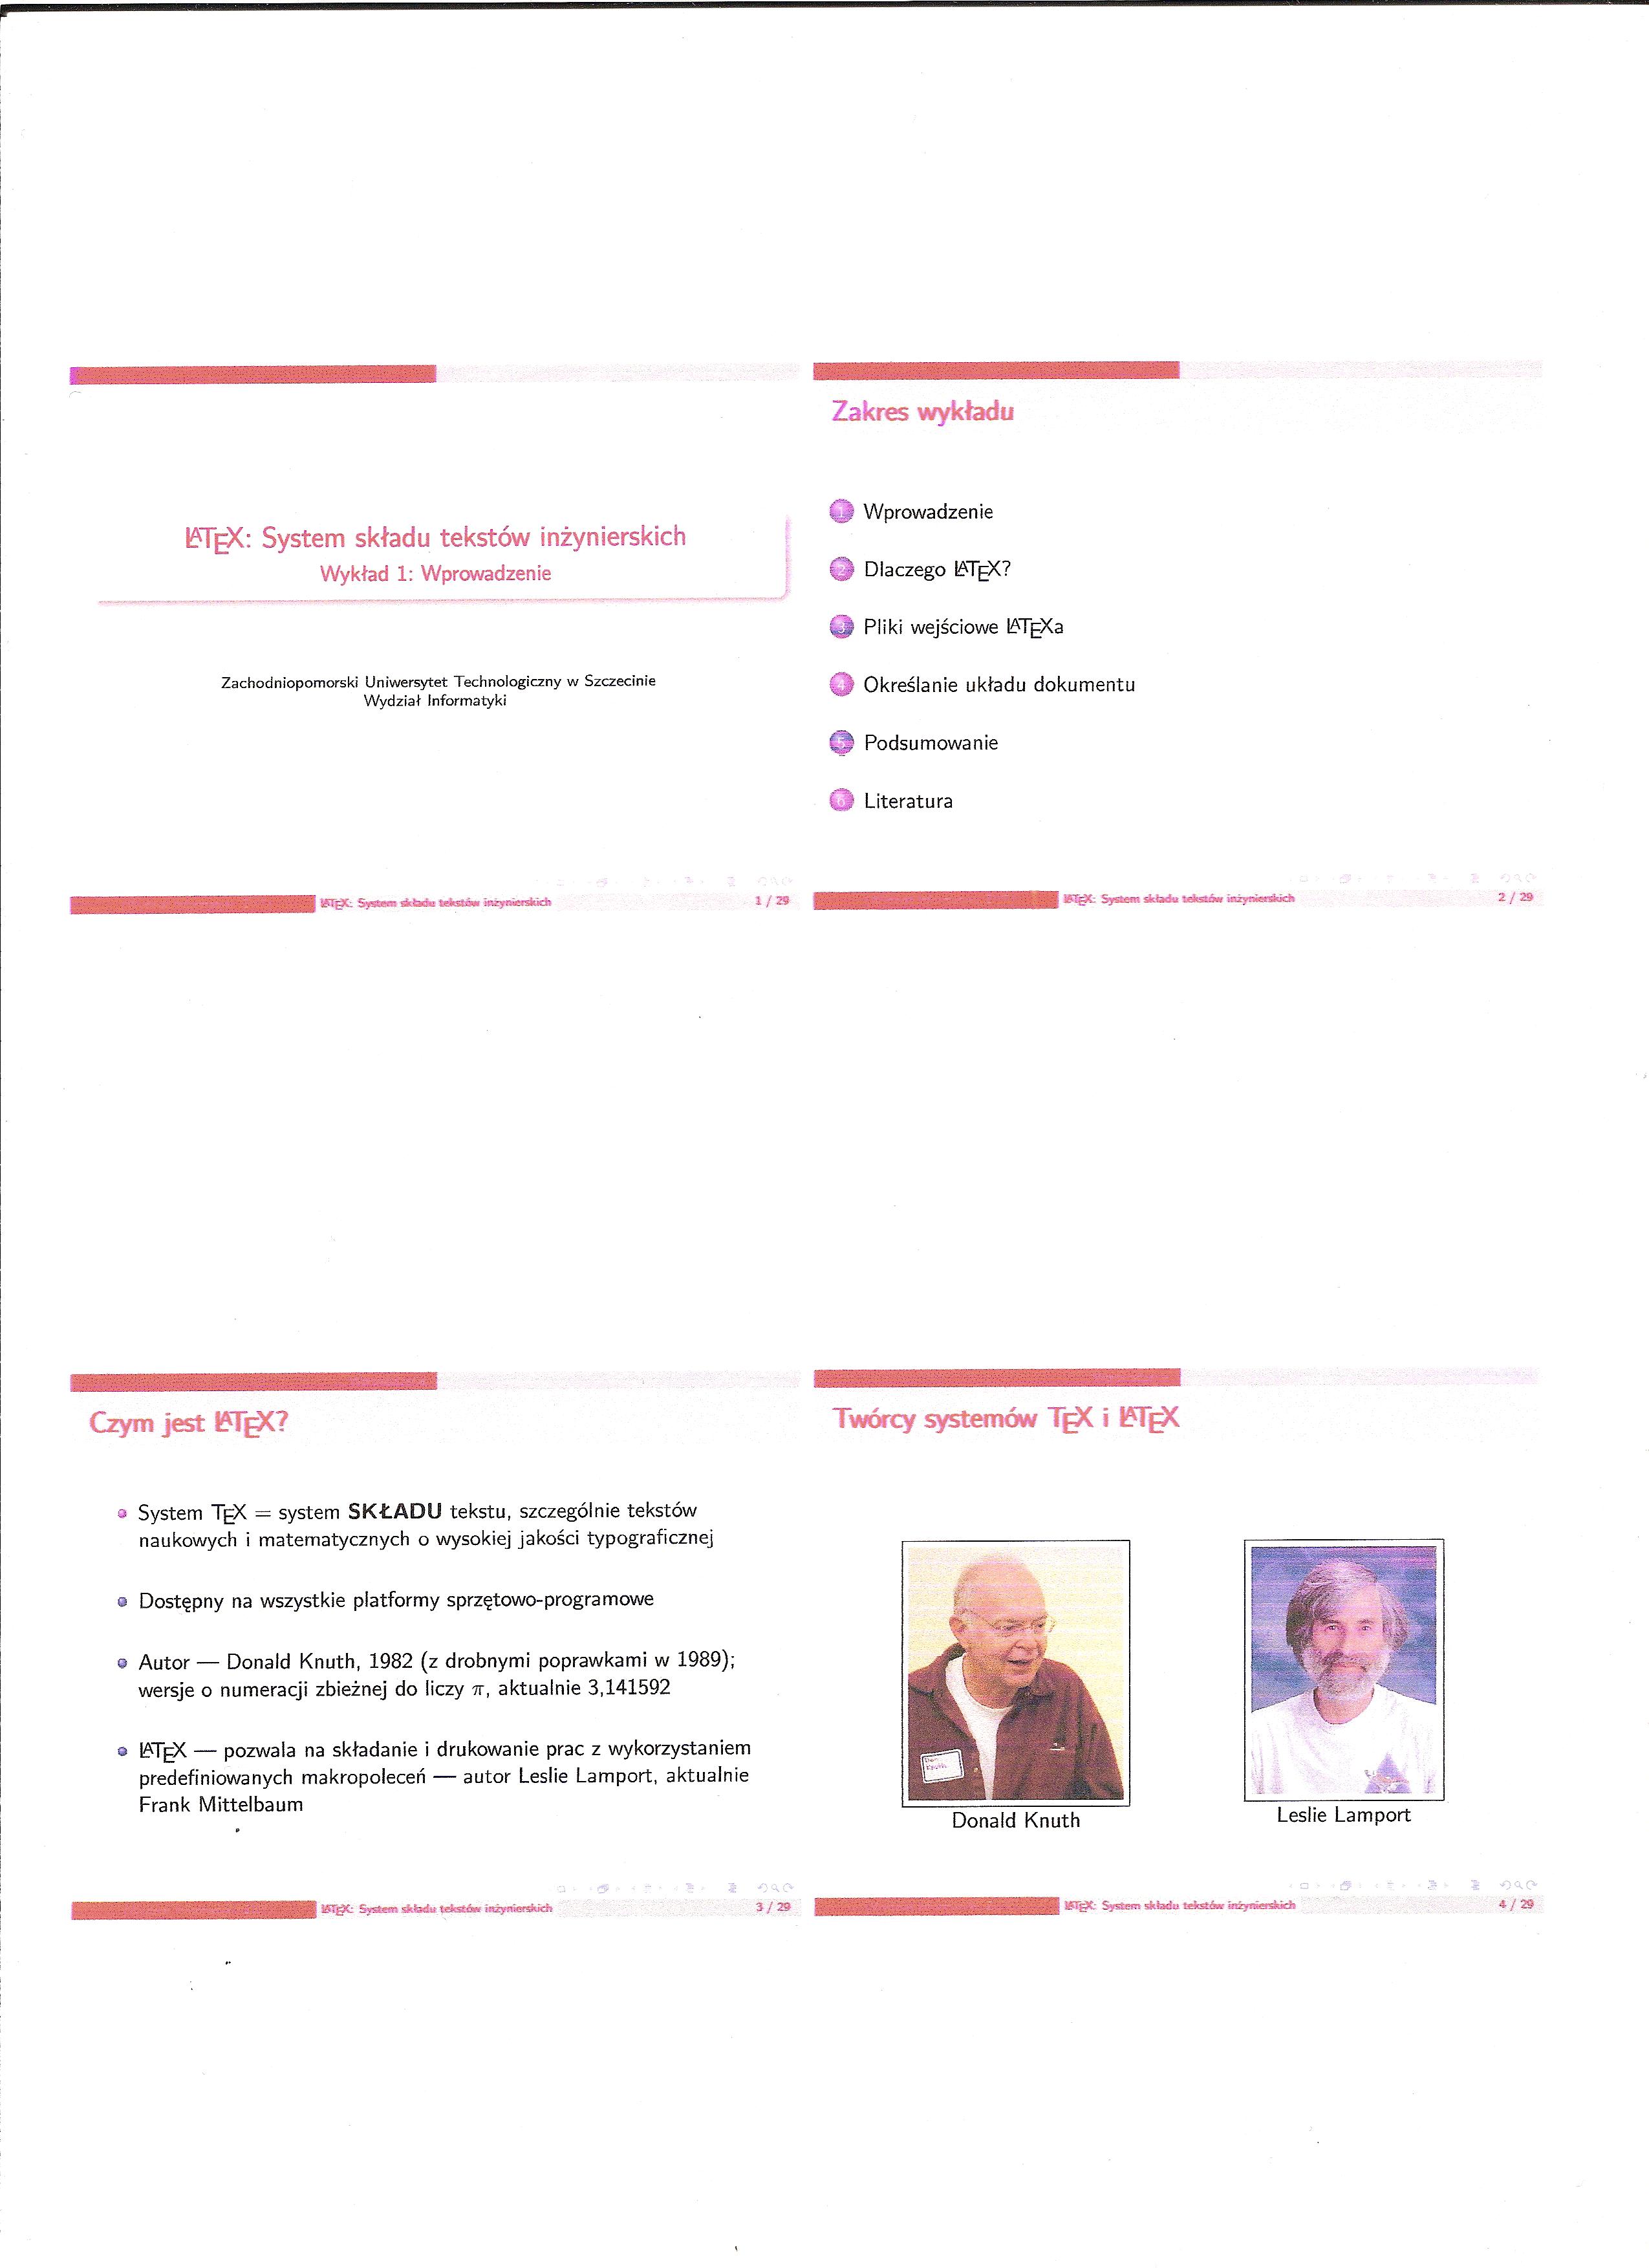 LATEX: System składu tekstów inżynierskich
Wykład 1: Wprowadzenie
Zachodniopomorski Uniwersytet Technologiczny w Szczecinie
Wydział Informatyki
LATEX: System składu tekstów inżynierskich
1 / 29
Zakres wykładu
1 Wprowadzenie
2 Dlaczego LATEX?
3 Pliki wejściowe LATEXa
4 Określanie układu dokumentu
5 Podsumowanie
6 Literatura
LATEX: System składu tekstów inżynierskich
2 / 29
Czym jest LATEX?
System TEX = system SKŁADU tekstu, szczególnie tekstów
naukowych i matematycznych o wysokiej jakości typograficznej
Dostępny na wszystkie platformy sprzętowo-programowe
Autor — Donald Knuth, 1982 (z drobnymi poprawkami w 1989);
wersje o numeracji zbieżnej do liczy π, aktualnie 3,141592
LATEX — pozwala na składanie i drukowanie prac z wykorzystaniem
predefiniowanych makropoleceń — autor Leslie Lamport, aktualnie
Frank Mittelbaum
LATEX: System składu tekstów inżynierskich
3 / 29
Twórcy systemów TEX i LATEX
Donald Knuth
Leslie Lamport
LATEX: System składu tekstów inżynierskich
4 / 29